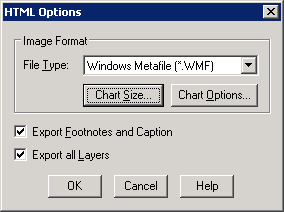 HTML Options
Image Format
File Type: Windows Metafile (*.WMF)
Chart Size... Chart Options...
Export Footnotes and Caption
Export all Layers
OK Cancel Help